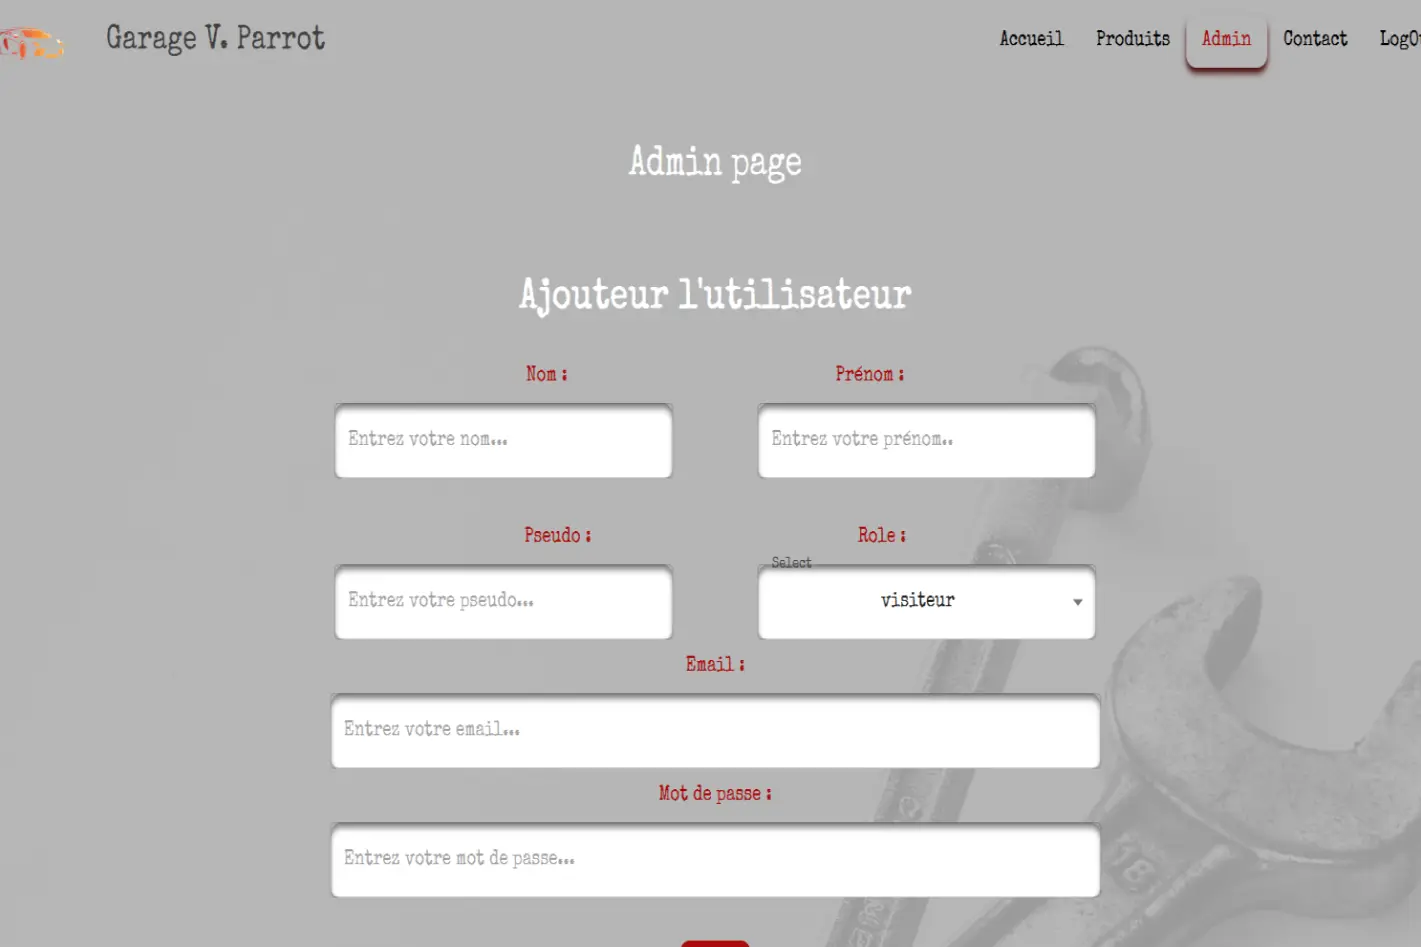 Garage V. Parrot
Accueil Produits Admin Contact LogO
Admin page
Ajouteur l'utilisateur
Nom : Prénom :
Entrez votre nom... Entrez votre prénom..
Pseudo : Role :
Select
Entrez votre pseudo... visiteur
Email :
Entrez votre email...
Mot de passe :
Entrez votre mot de passe...
18